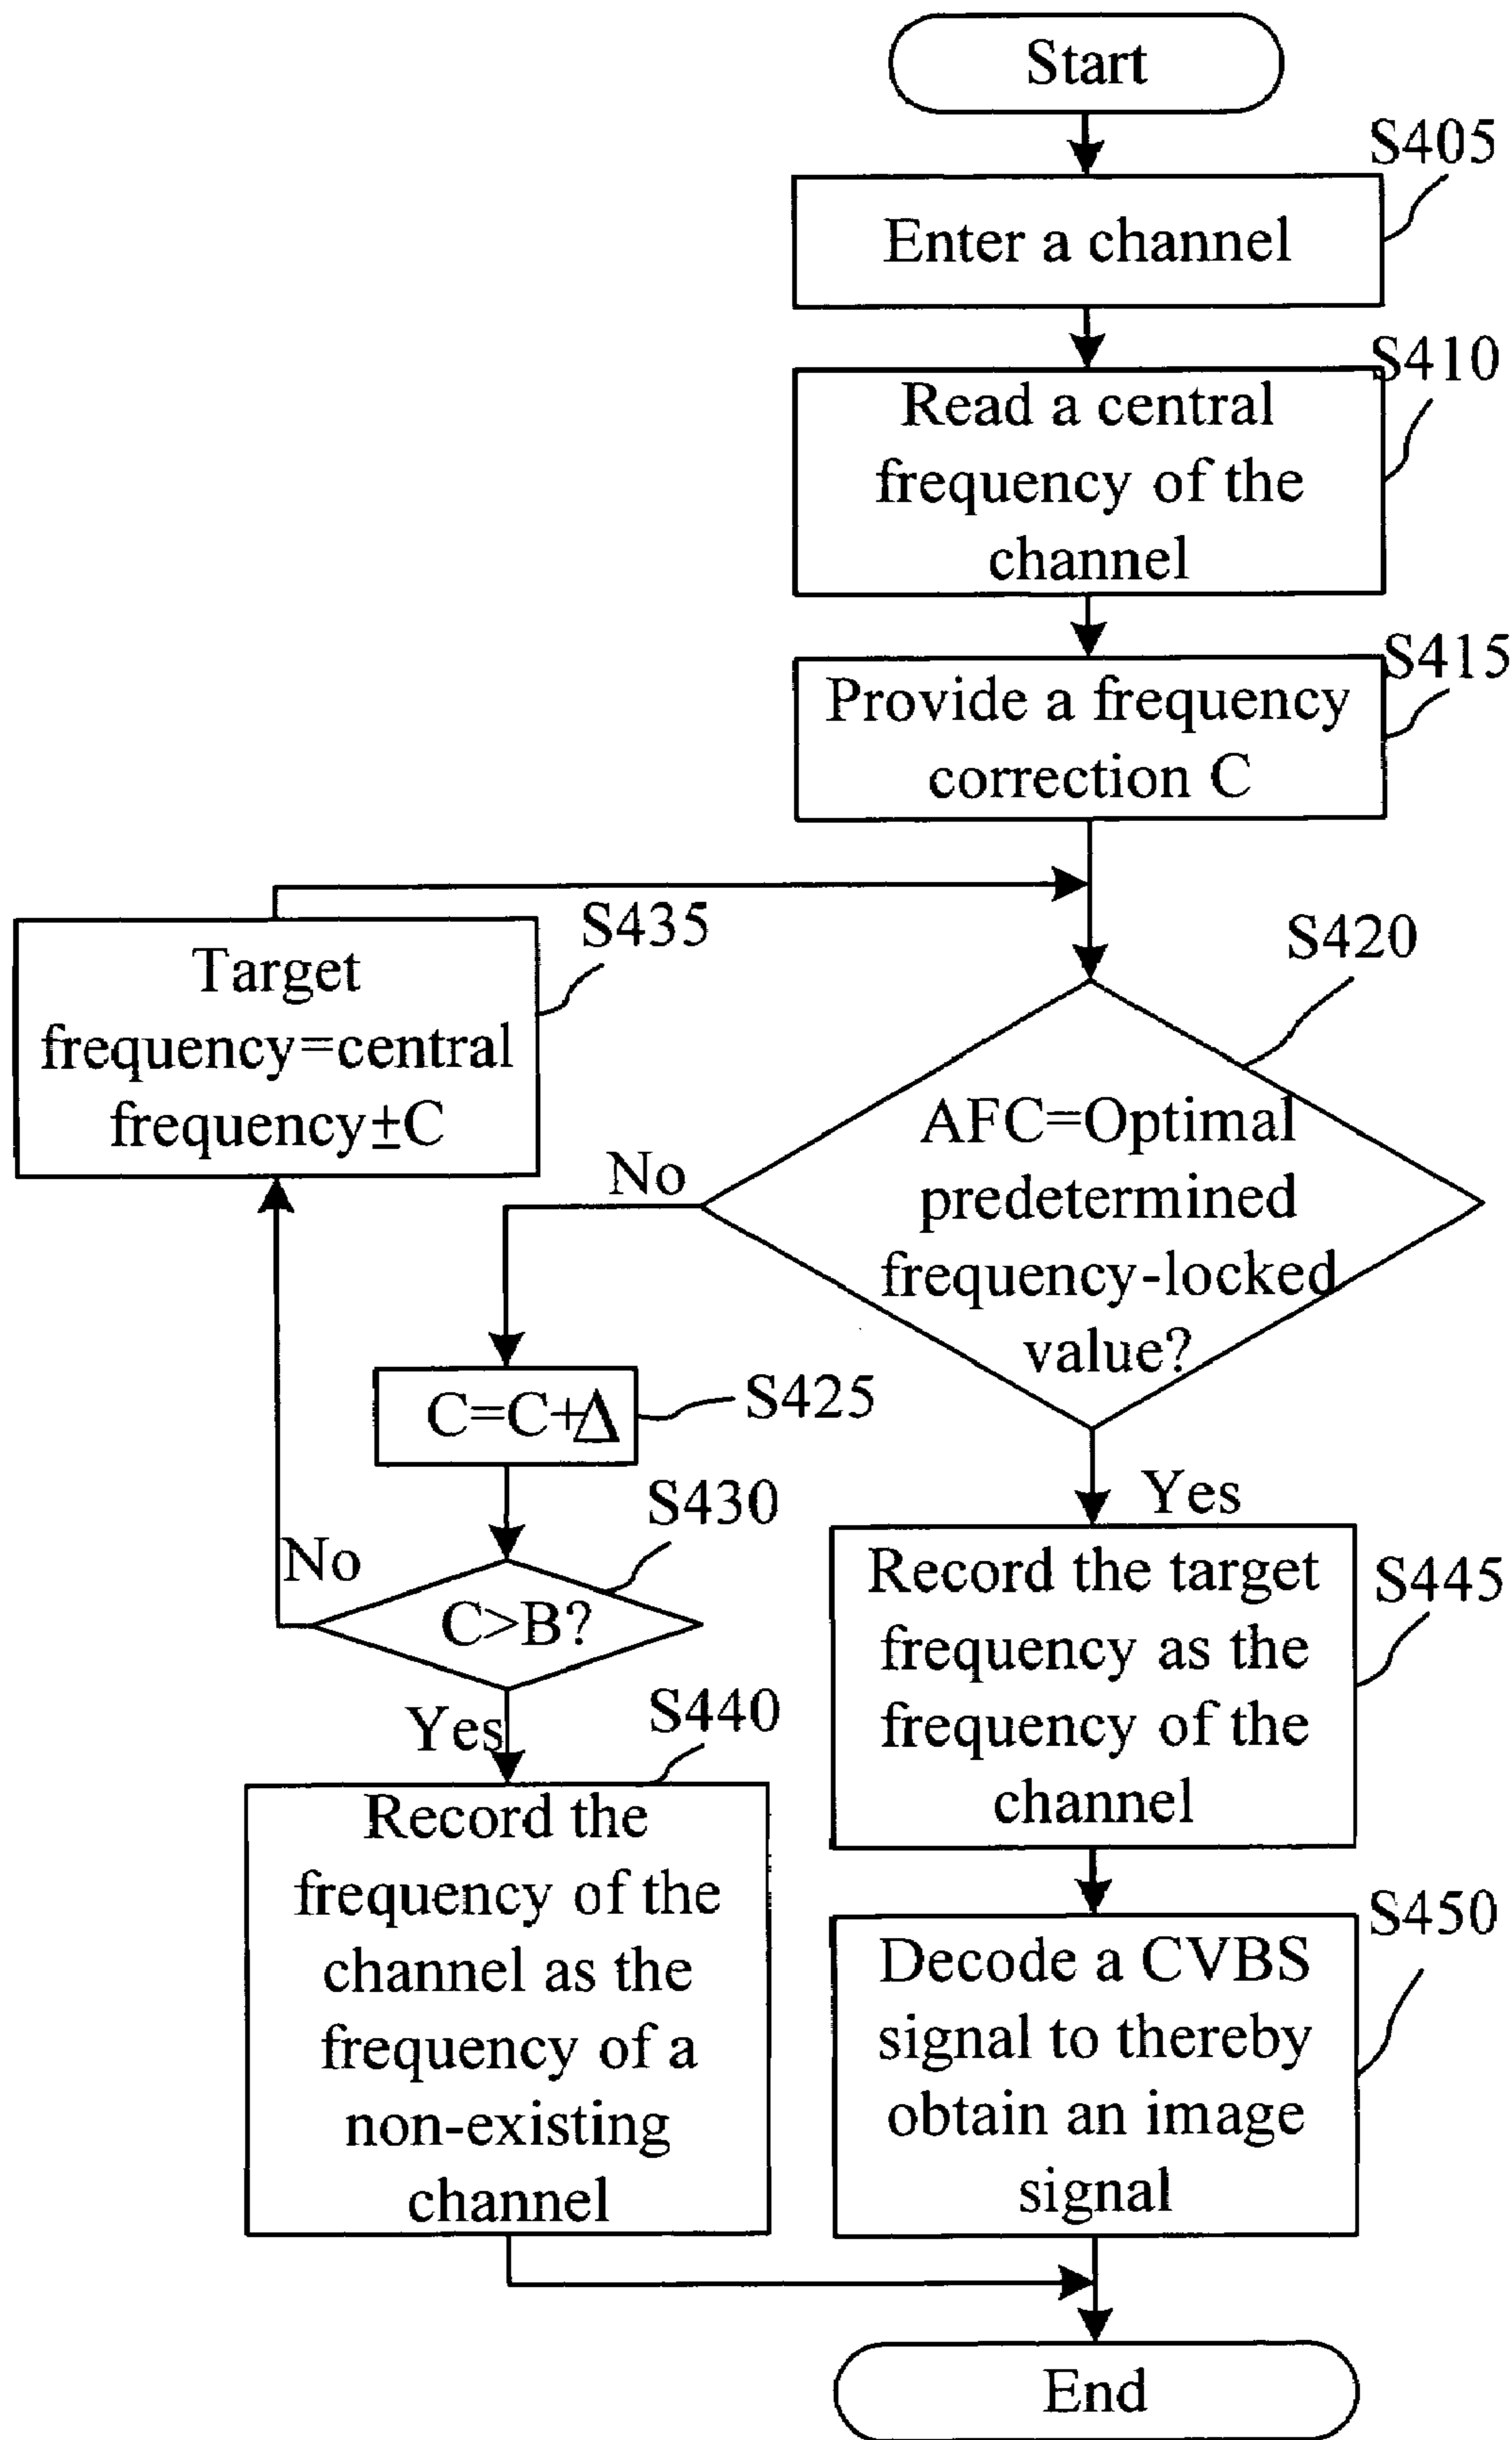 Start
S405
Enter a channel
S410
Read a central
frequency of the
channel
S415
Provide a frequency
correction C
S435
Target
frequency=central
frequency±C
S420
AFC=Optimal
predetermined
frequency-locked
value?
No
C=C+Δ
S425
S430
No
C>B?
Yes
S440
Record the
frequency of the
channel as the
frequency of a
non-existing
channel
Yes
Record the target
frequency as the
frequency of the
channel
S445
S450
Decode a CVBS
signal to thereby
obtain an image
signal
End